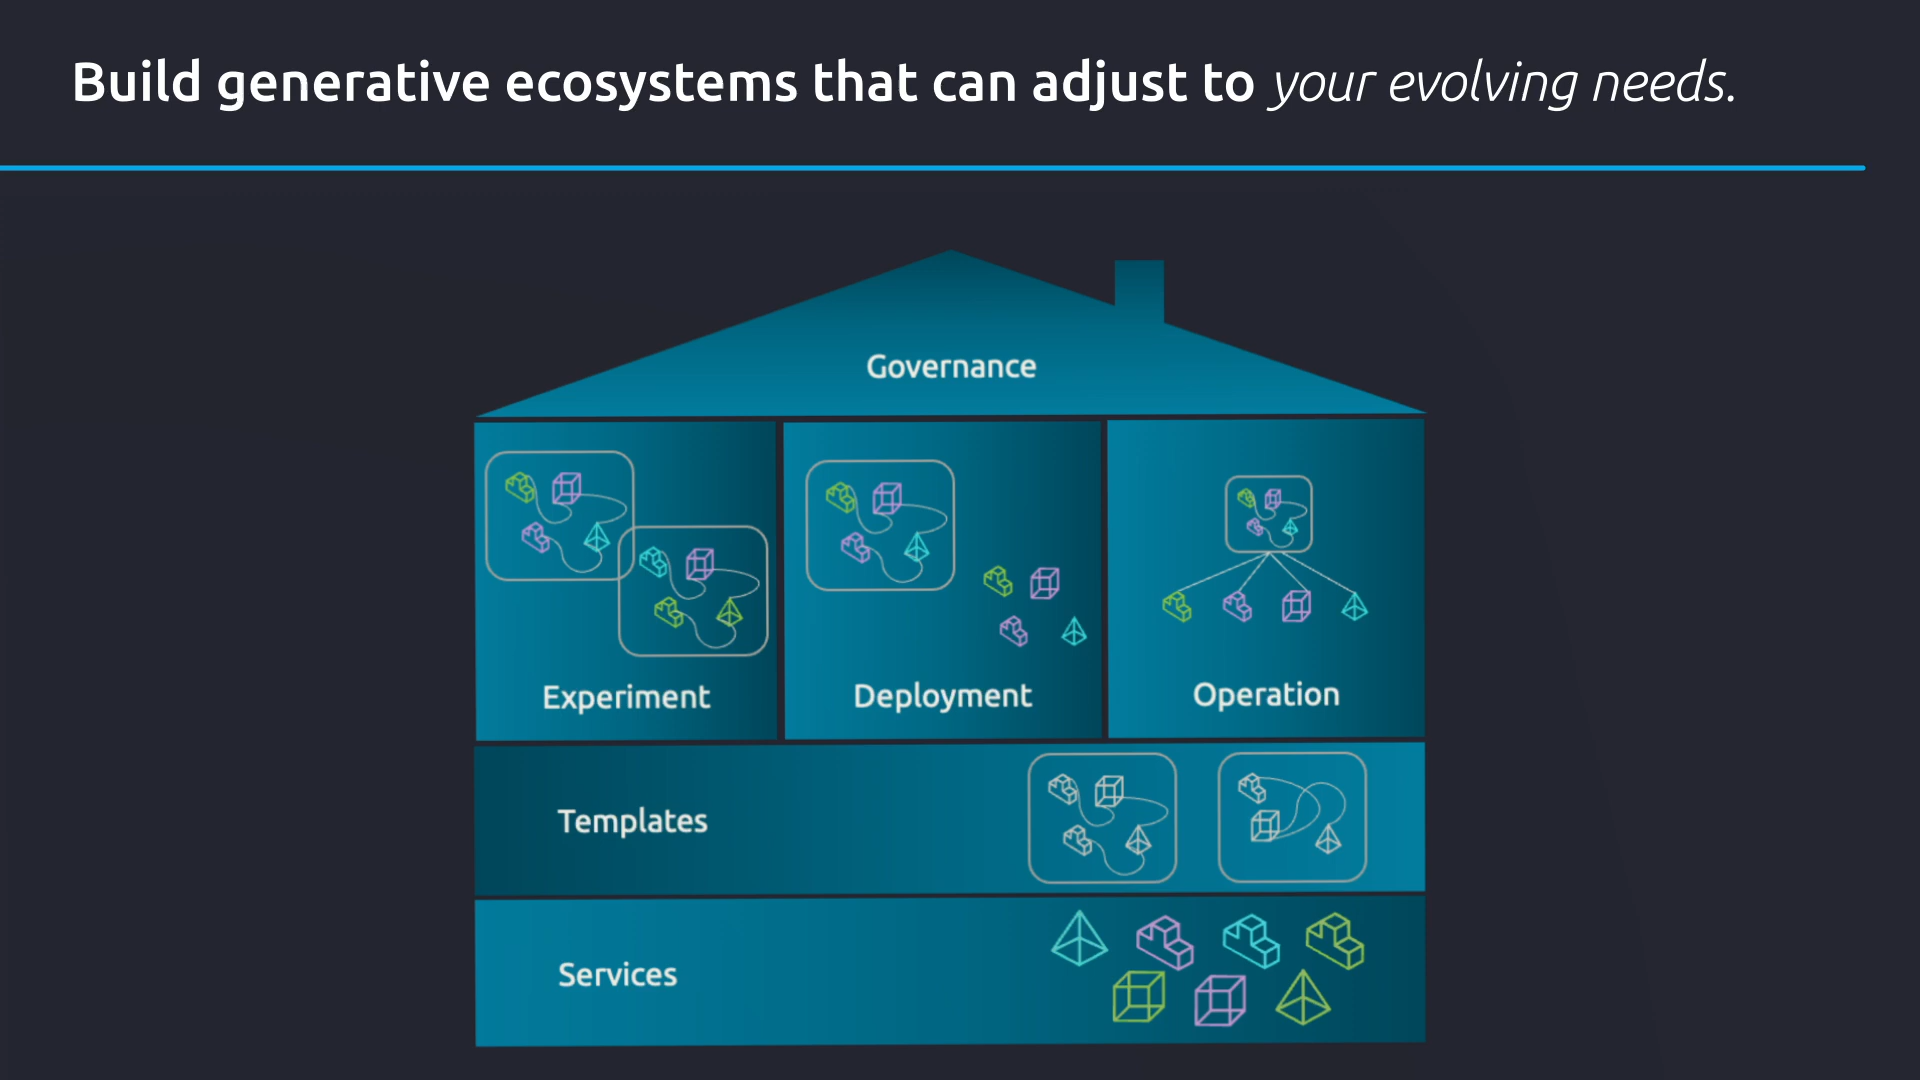 Build generative ecosystems that can adjust to your evolving needs.
Governance
Experiment
Deployment
Operation
Templates
Services